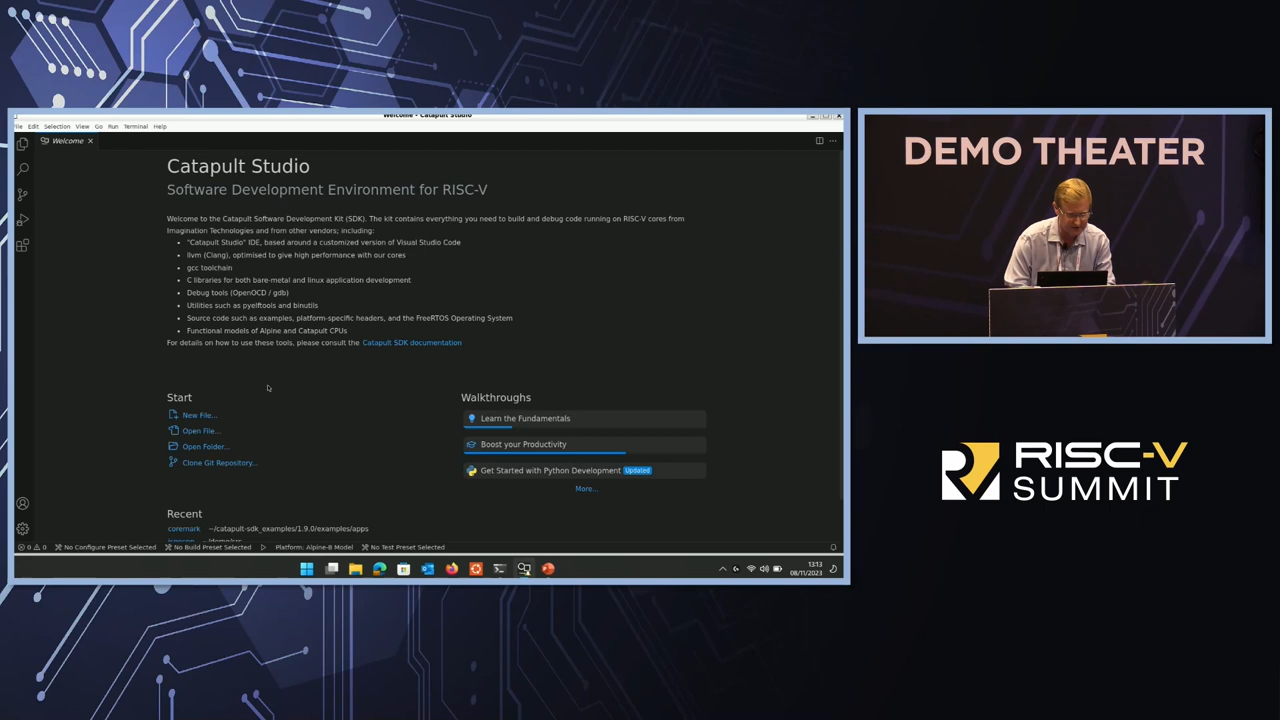 Welcome - Catapult Studio
File Edit Selection View Go Run Terminal Help
Welcome
Catapult Studio
Software Development Environment for RISC-V
Welcome to the Catapult Software Development Kit (SDK). The kit contains everything you need to build and debug code running on RISC-V cores from
Imagination Technologies and from other vendors; including:
• "Catapult Studio" IDE, based around a customized version of Visual Studio Code
• llvm (Clang), optimised to give high performance with our cores
• gcc toolchain
• C libraries for both bare-metal and linux application development
• Debug tools (OpenOCD / gdb)
• Utilities such as pyelftools and binutils
• Source code such as examples, platform-specific headers, and the FreeRTOS Operating System
• Functional models of Alpine and Catapult CPUs
For details on how to use these tools, please consult the Catapult SDK documentation
Start
New File...
Open File...
Open Folder...
Clone Git Repository...
Walkthroughs
Learn the Fundamentals
Boost your Productivity
Get Started with Python Development Updated
More...
Recent
coremark ~/catapult-sdk_examples/1.9.0/examples/apps
0 0 No Configure Preset Selected No Build Preset Selected Platform: Alpine-B Model No Test Preset Selected
13:13
08/11/2023
DEMO THEATER
RISC-V
SUMMIT